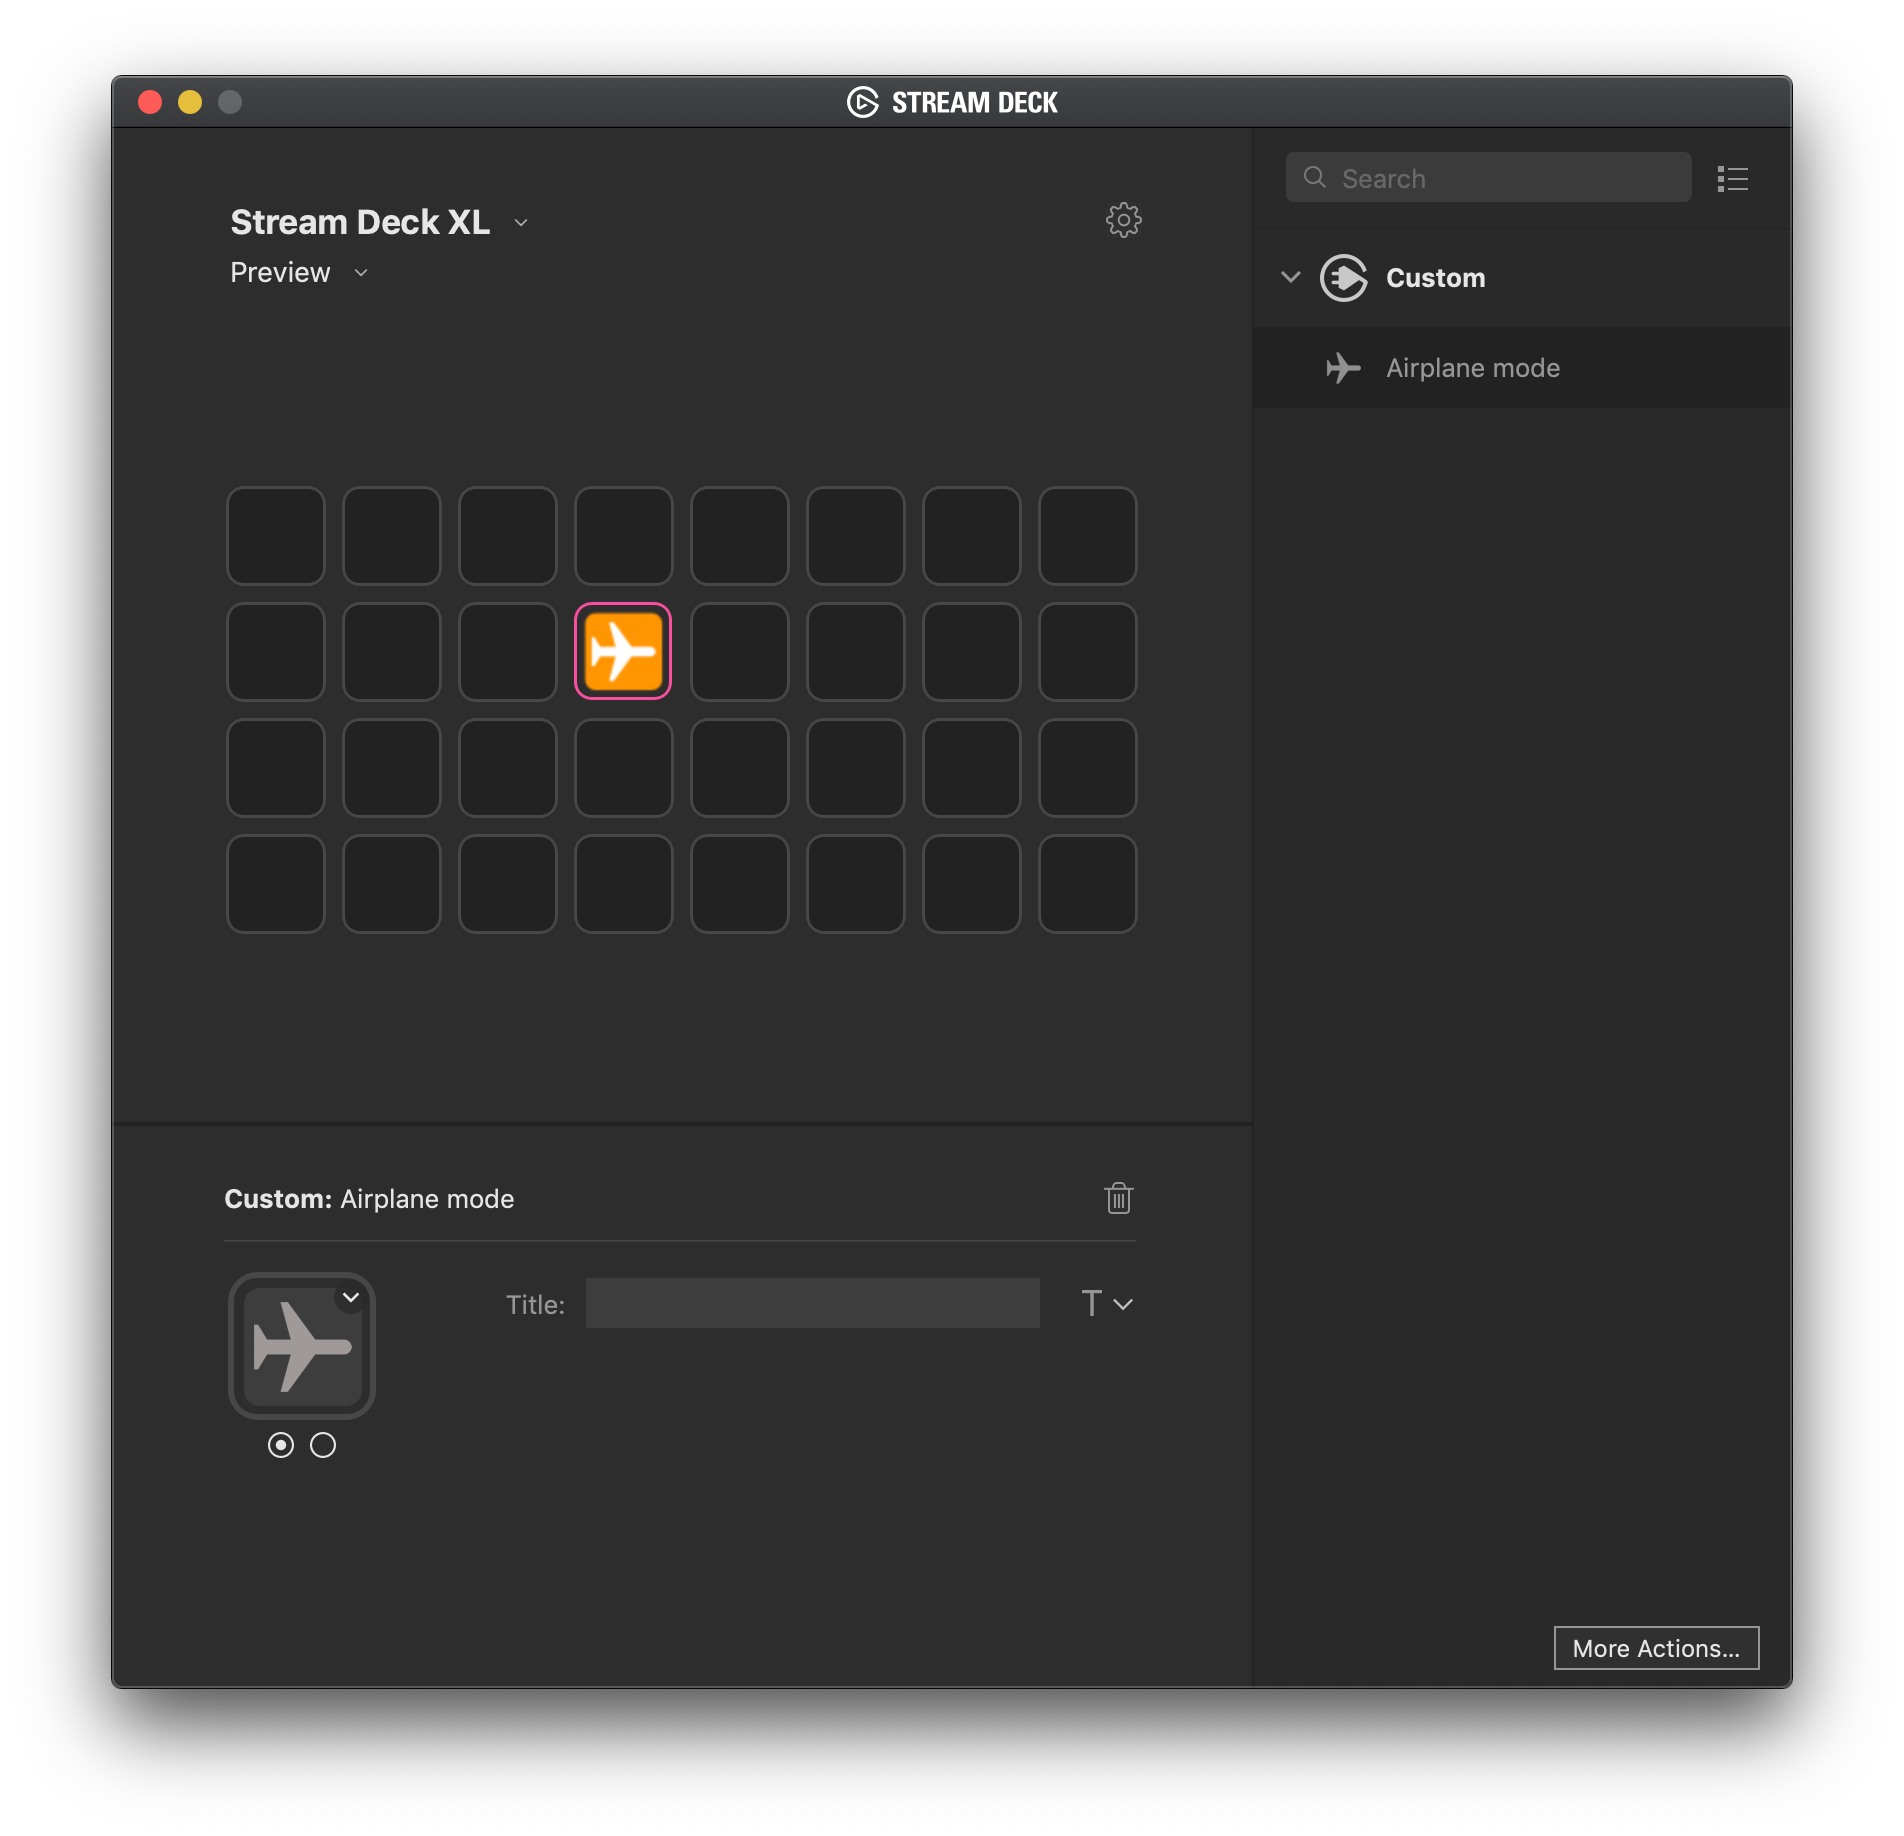 STREAM DECK
Stream Deck XL
Preview
Search
Custom
Airplane mode
Custom: Airplane mode
Title:
T
More Actions...